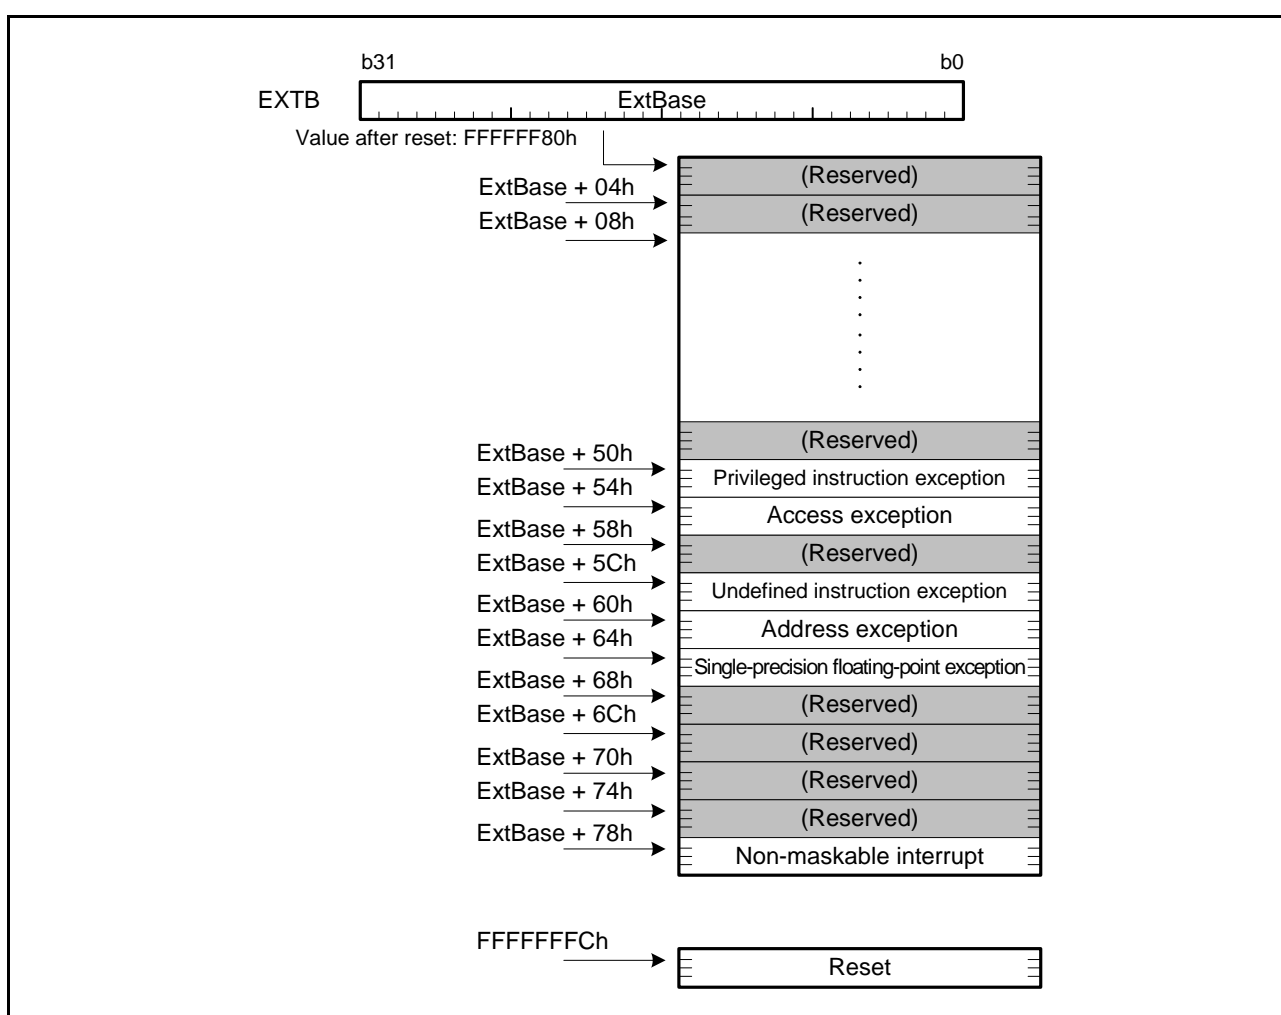 b31 b0
EXTB ExtBase
Value after reset: FFFFFF80h
(Reserved)
ExtBase + 04h
(Reserved)
ExtBase + 08h
(Reserved)
ExtBase + 50h
Privileged instruction exception
ExtBase + 54h
Access exception
ExtBase + 58h
(Reserved)
ExtBase + 5Ch
Undefined instruction exception
ExtBase + 60h
Address exception
ExtBase + 64h
Single-precision floating-point exception
ExtBase + 68h
(Reserved)
ExtBase + 6Ch
(Reserved)
ExtBase + 70h
(Reserved)
ExtBase + 74h
(Reserved)
ExtBase + 78h
Non-maskable interrupt
FFFFFFFCh
Reset